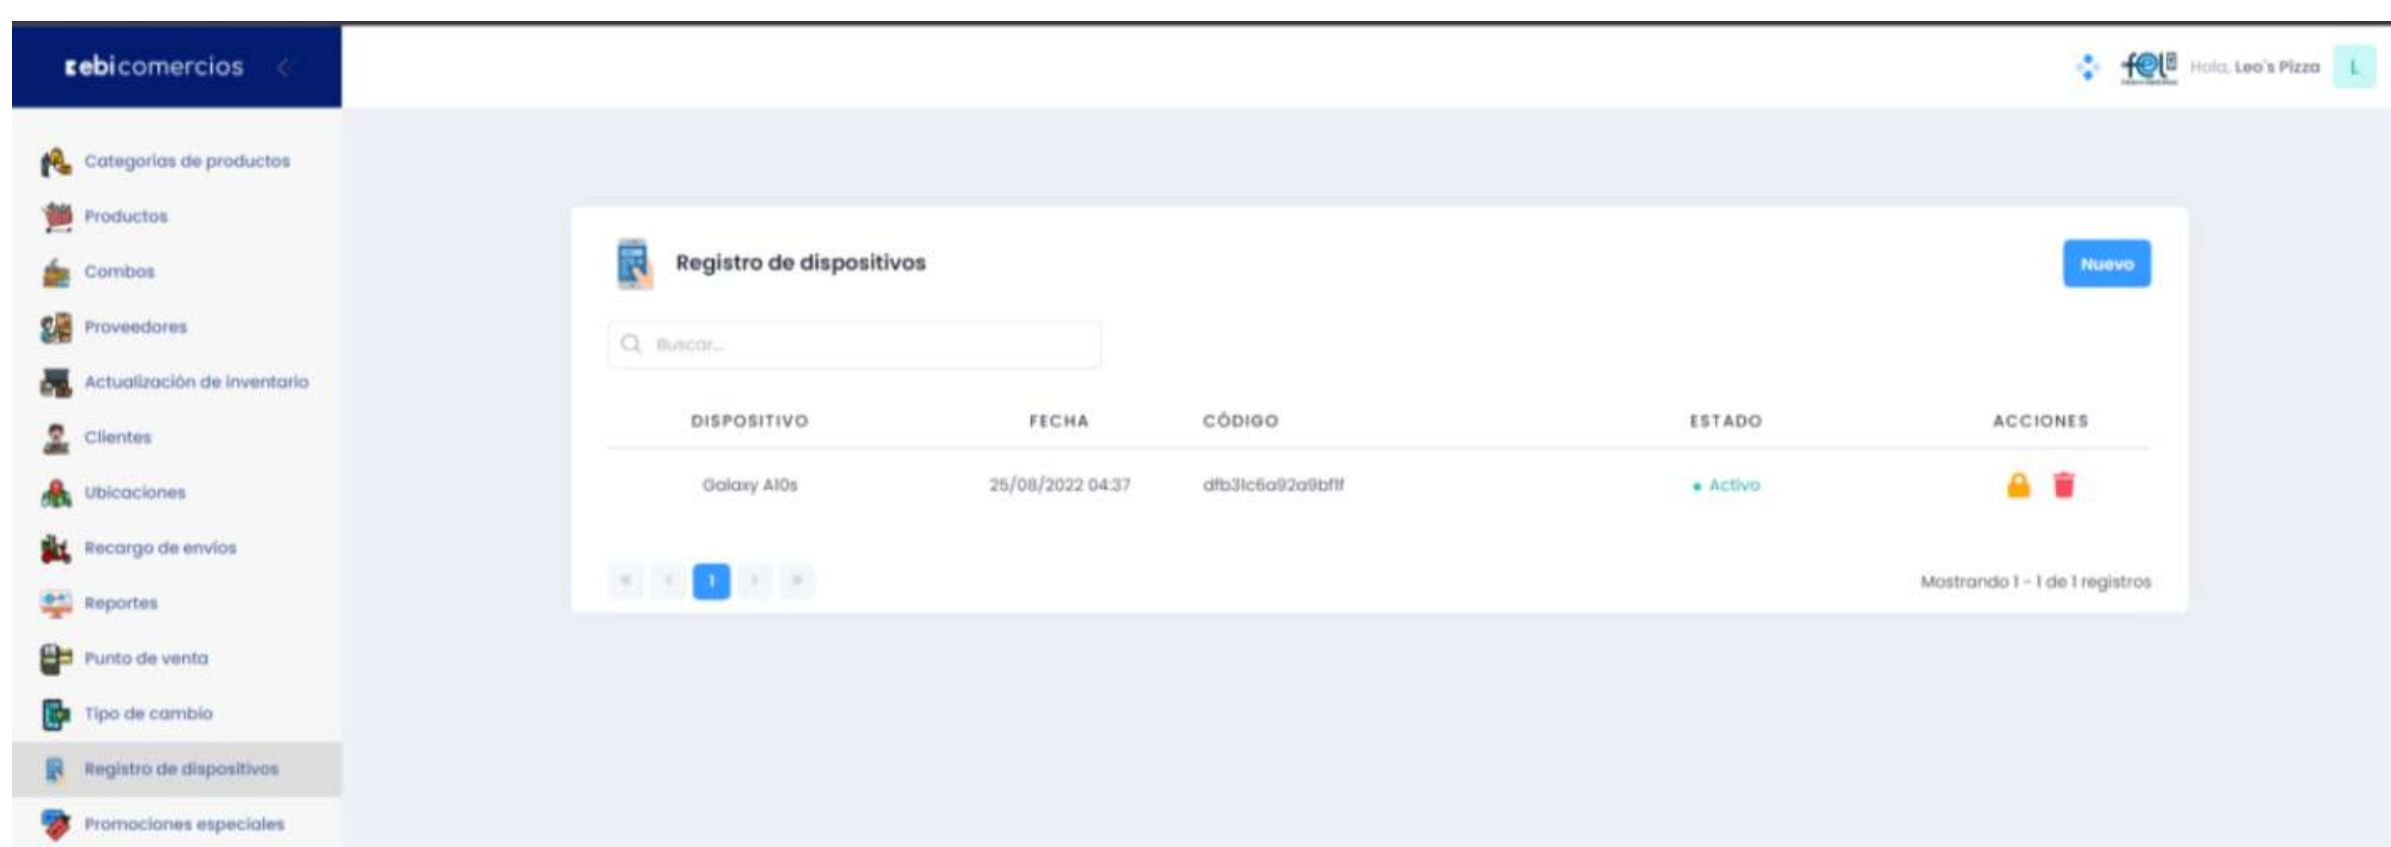 ebicomercios
fel Hola, Leo's Pizza L
Categorías de productos
Productos
Combos
Proveedores
Actualización de inventario
Clientes
Ubicaciones
Recargo de envíos
Reportes
Punto de venta
Tipo de cambio
Registro de dispositivos
Promociones especiales
Registro de dispositivos
Nuevo
Buscar...
DISPOSITIVO FECHA CÓDIGO ESTADO ACCIONES
Galaxy A10s 25/08/2022 04:37 dfb31c6a92a9bf1f Activo
« < 1 > »
Mostrando 1 - 1 de 1 registros